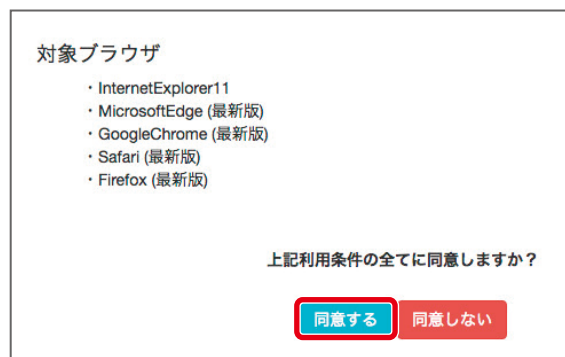 対象ブラウザ
・InternetExplorer11
・MicrosoftEdge (最新版)
・GoogleChrome (最新版)
・Safari (最新版)
・Firefox (最新版)
上記利用条件の全てに同意しますか？
同意する 同意しない